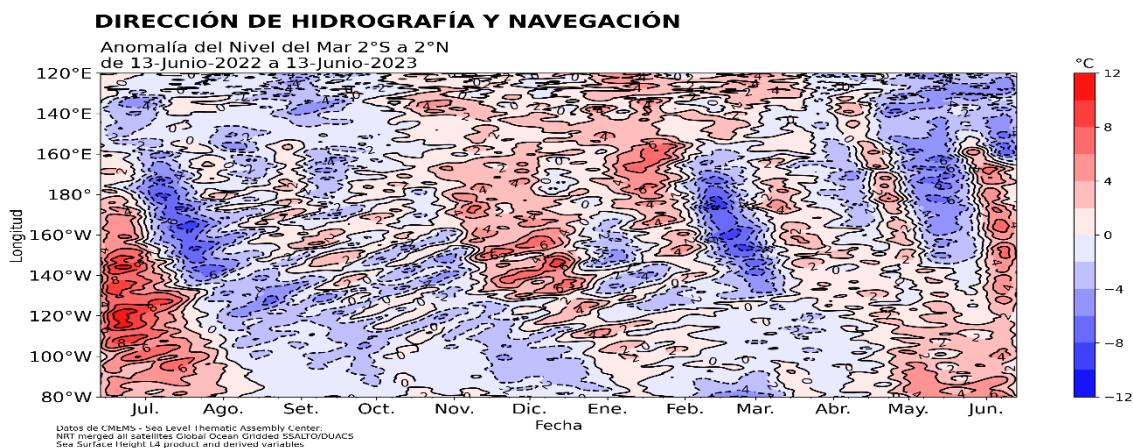 DIRECCIÓN DE HIDROGRAFÍA Y NAVEGACIÓN
Anomalía del Nivel del Mar 2°S a 2°N
de 13-Junio-2022 a 13-Junio-2023
°C
120°E
140°E
160°E
180°
160°W
140°W
120°W
100°W
80°W
Longitud
12
8
4
0
−4
−8
−12
Jul. Ago. Set. Oct. Nov. Dic. Ene. Feb. Mar. Abr. May. Jun.
Fecha
Datos de CMEMS - Sea Level Thematic Assembly Center:
NRT merged all satellites Global Ocean Gridded SSALTO/DUACS
Sea Surface Height L4 product and derived variables